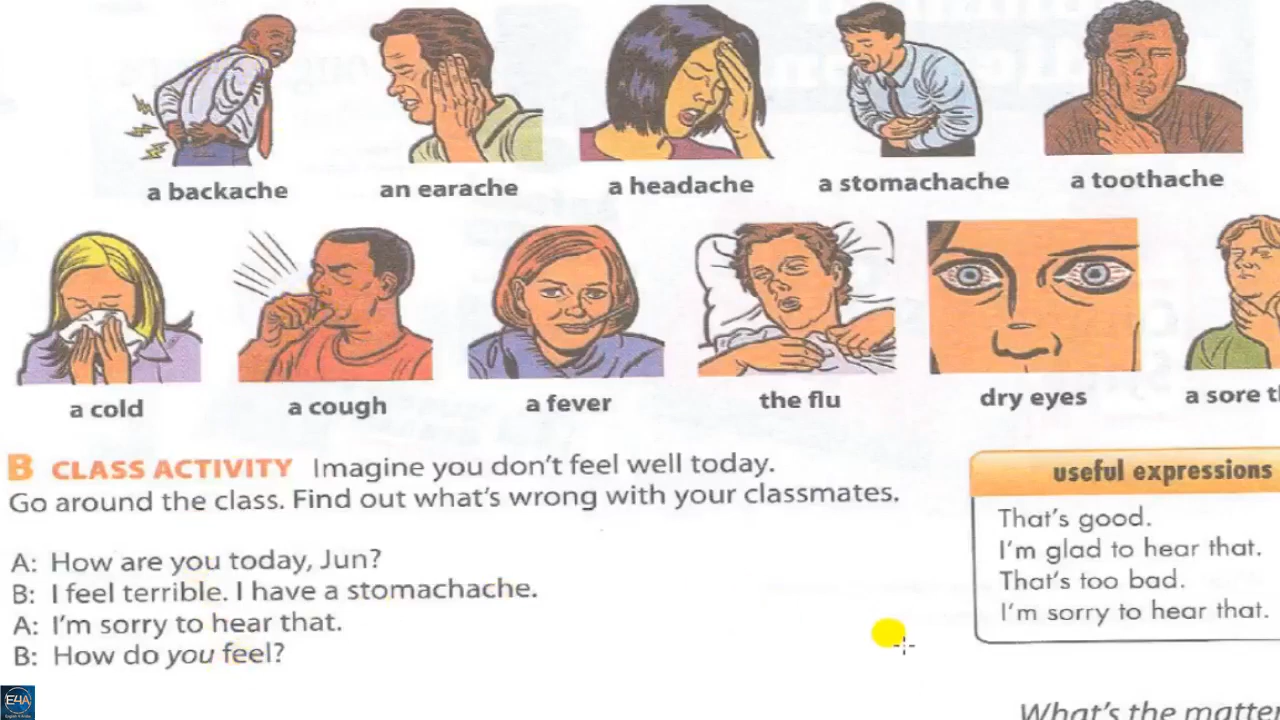 a backache
an earache
a headache
a stomachache
a toothache
a cold
a cough
a fever
the flu
dry eyes
a sore t
B CLASS ACTIVITY Imagine you don't feel well today.
Go around the class. Find out what's wrong with your classmates.
A: How are you today, Jun?
B: I feel terrible. I have a stomachache.
A: I'm sorry to hear that.
B: How do you feel?
useful expressions
That's good.
I'm glad to hear that.
That's too bad.
I'm sorry to hear that.
What's the matter
E4A